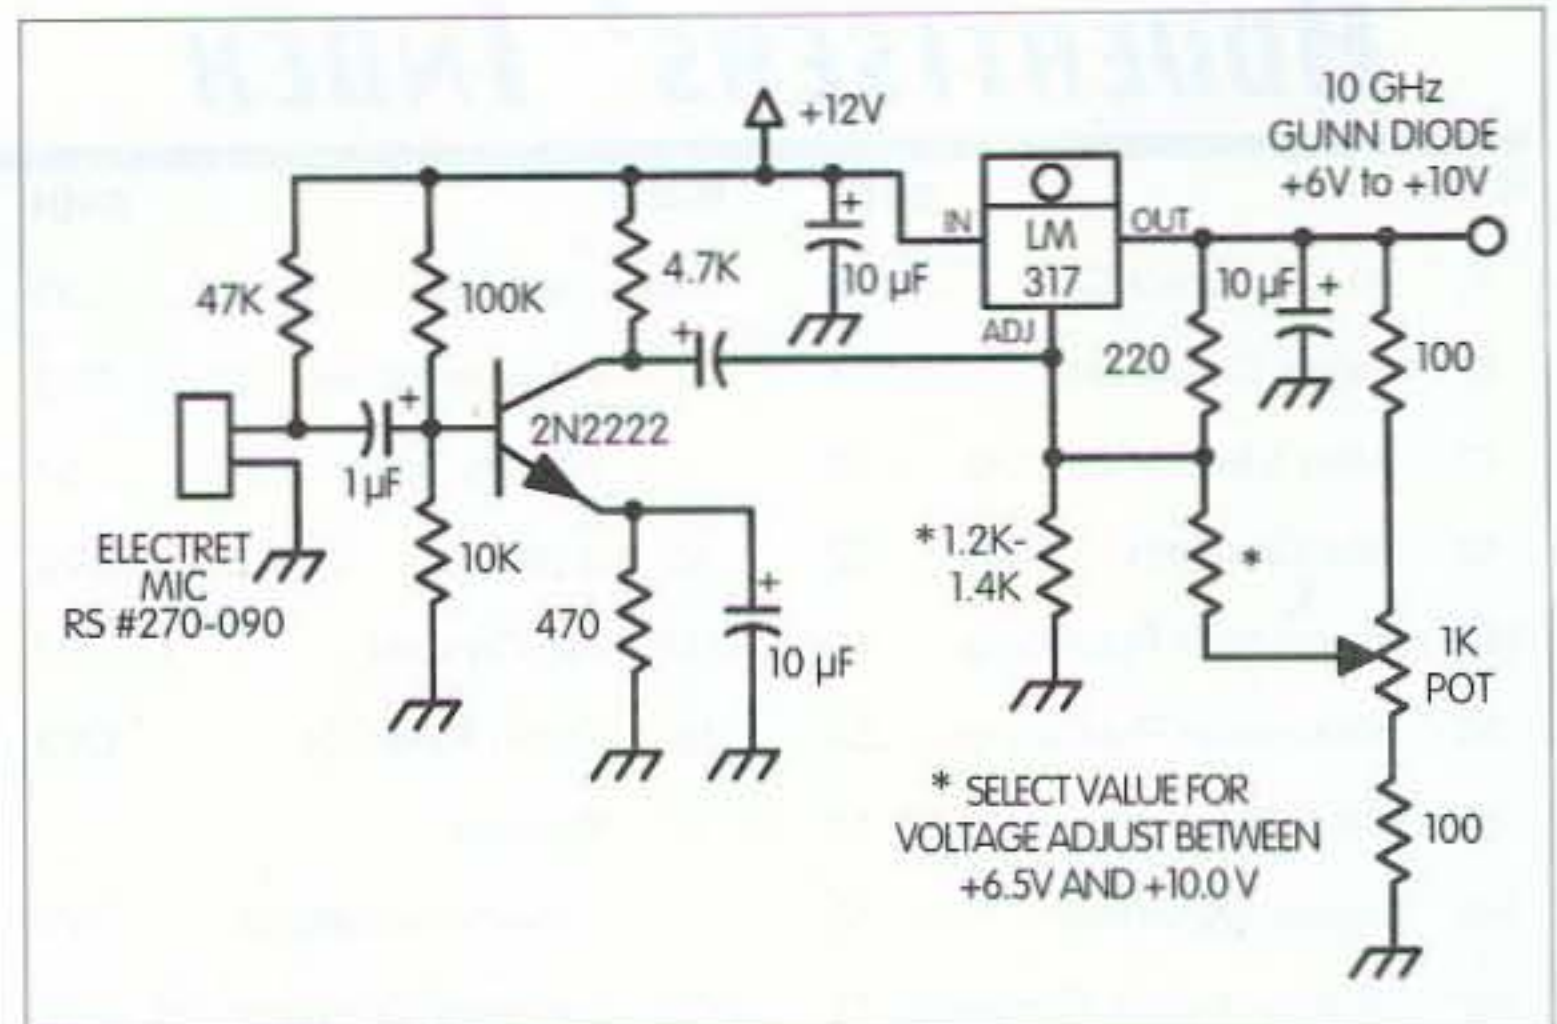 +12V
10 GHz
GUNN DIODE
+6V to +10V
IN
LM
317
OUT
ADJ
47K
100K
4.7K
+
10 µF
+
10 µF
+
220
100
+
1 µF
2N2222
ELECTRET
MIC
RS #270-090
10K
470
+
10 µF
*1.2K-
1.4K
*
1K
POT
* SELECT VALUE FOR
VOLTAGE ADJUST BETWEEN
+6.5V AND +10.0 V
100